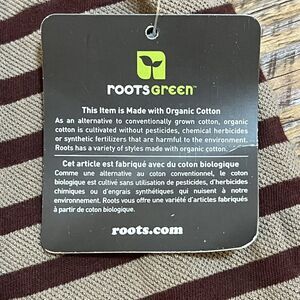 rootsGREEN™
This Item is Made with Organic Cotton
As an alternative to conventionally grown cotton, organic
cotton is cultivated without pesticides, chemical herbicides
or synthetic fertilizers that are harmful to the environment.
Roots has a variety of styles made with organic cotton.
Cet article est fabriqué avec du coton biologique
Comme une alternative au coton conventionnel, le coton
biologique est cultivé sans utilisation de pesticides, d'herbicides
chimiques ou d'engrais synthétiques qui nuisent à notre
environnement. Roots vous offre une variété d'articles fabriqués
à partir de coton biologique.
roots.com